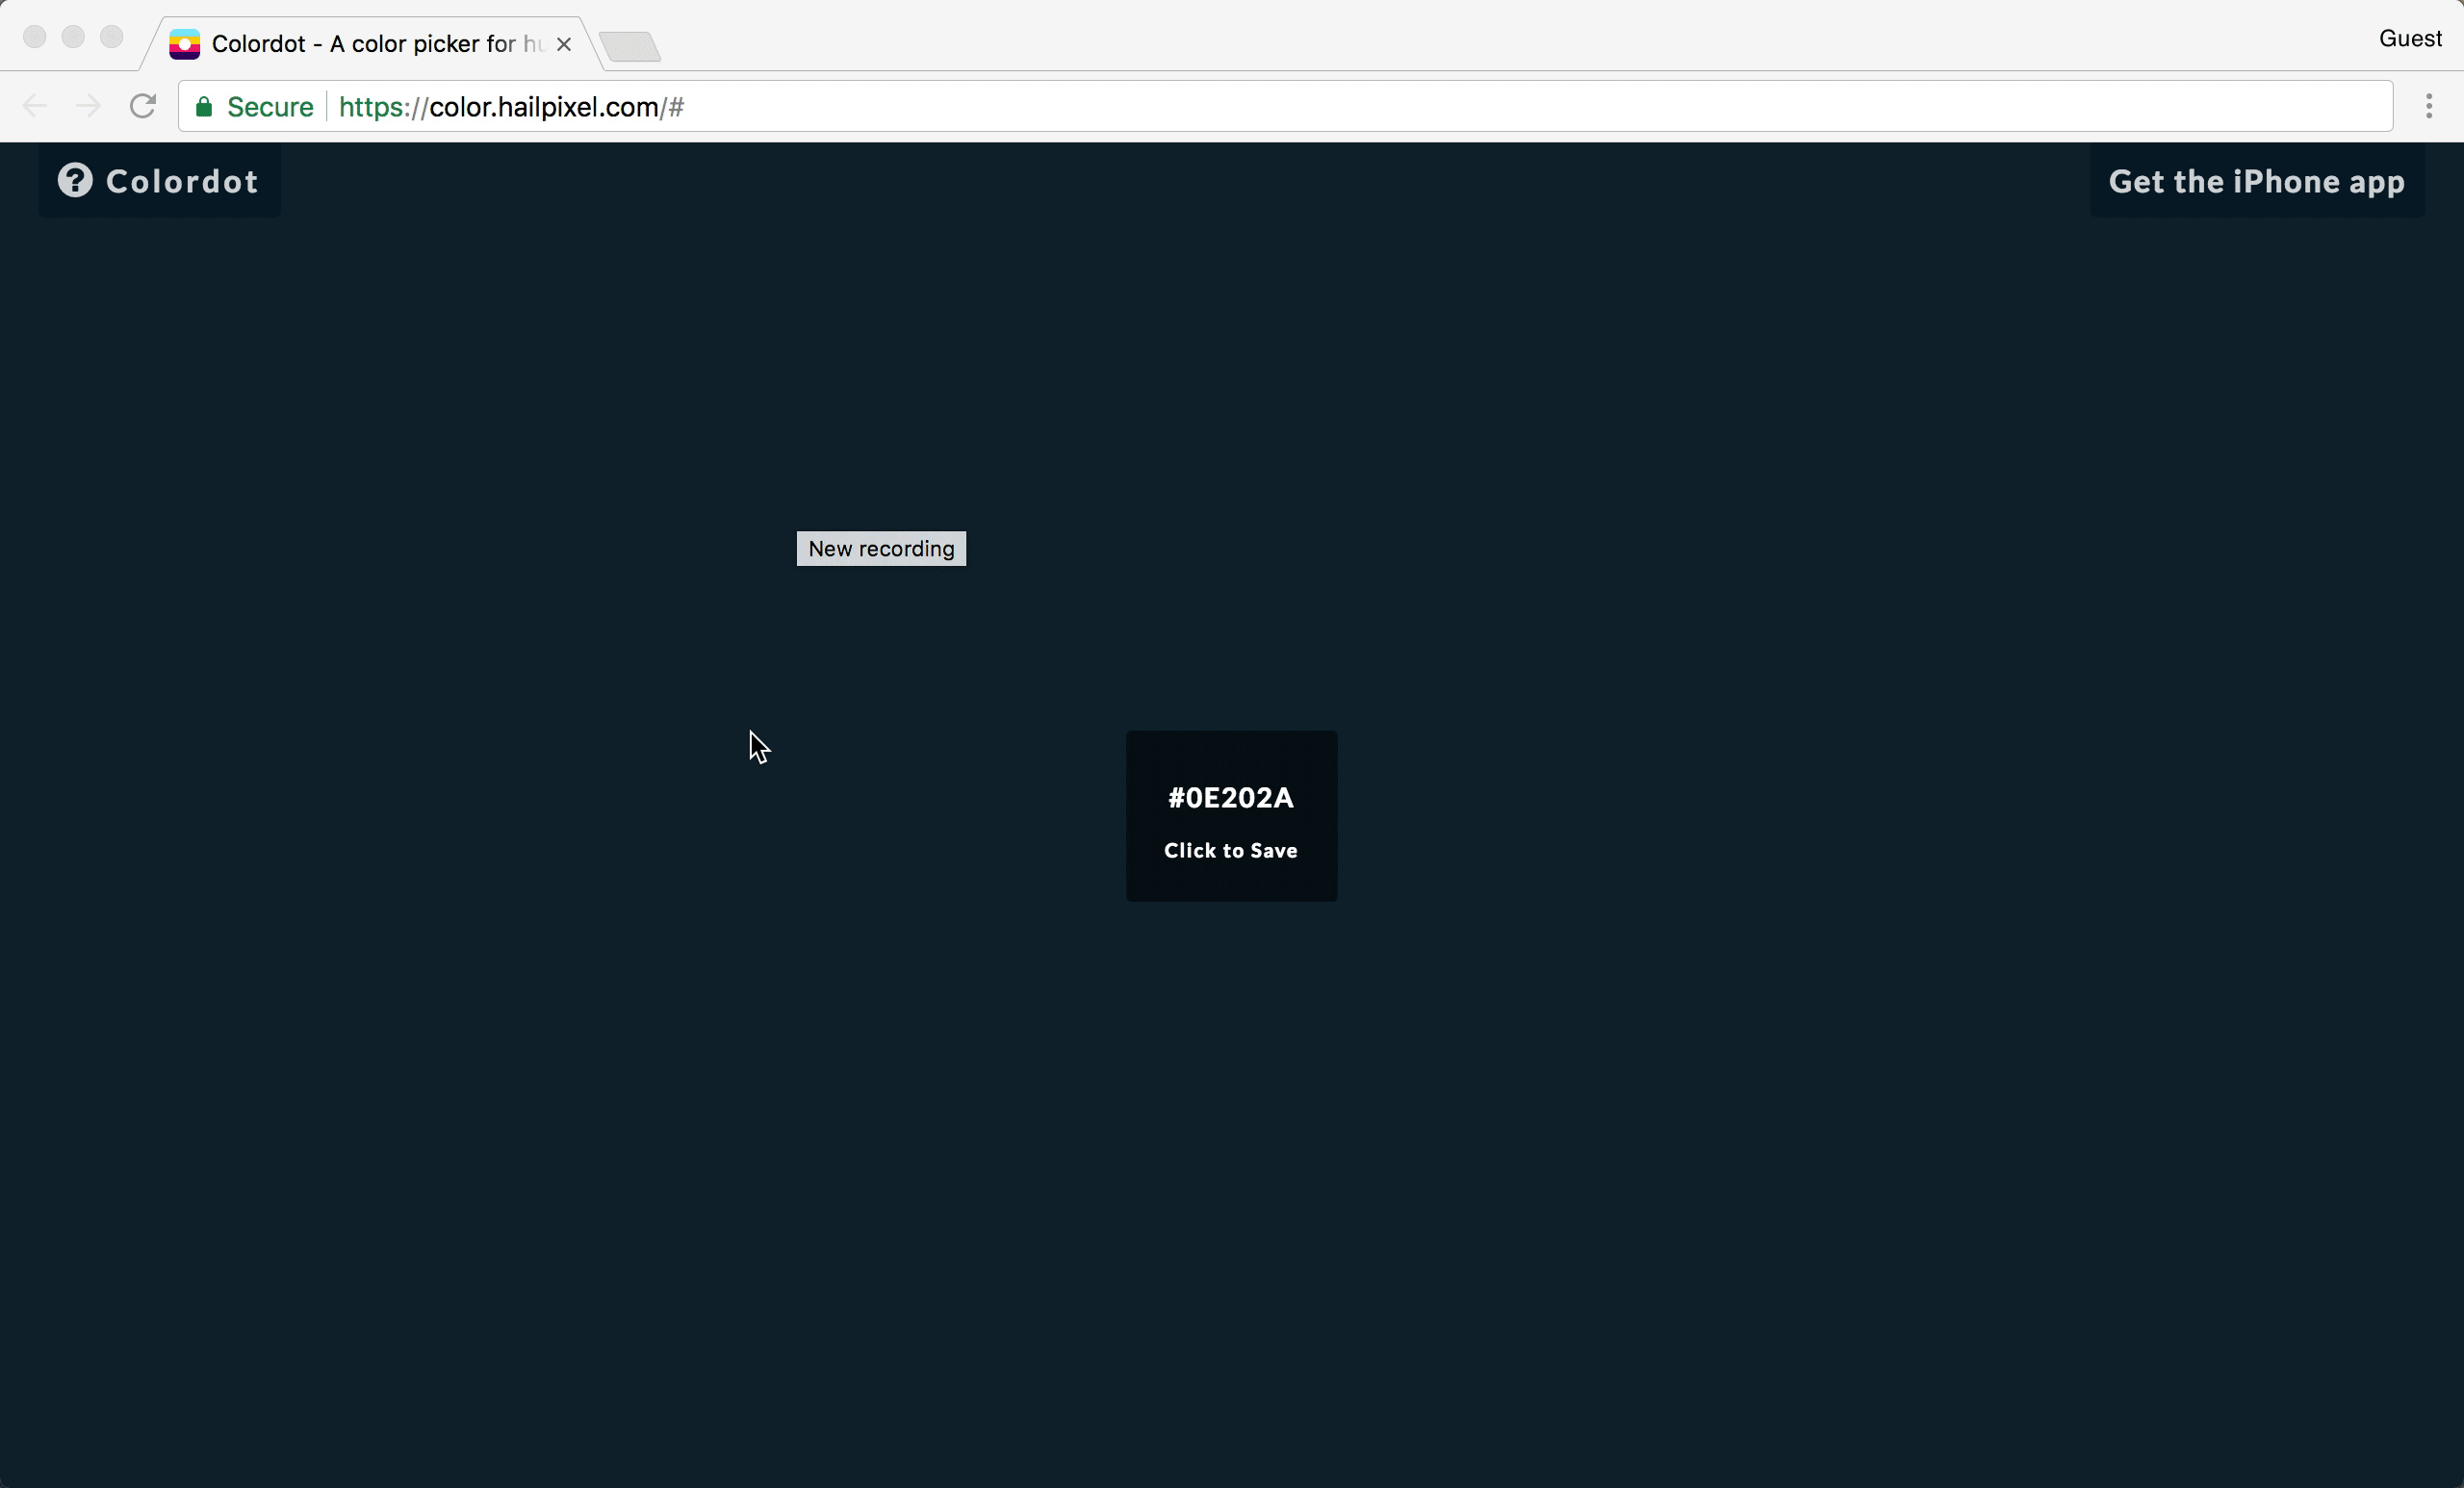 Colordot - A color picker for hu
Guest
Secure https://color.hailpixel.com/#
? Colordot
Get the iPhone app
New recording
#0E202A
Click to Save